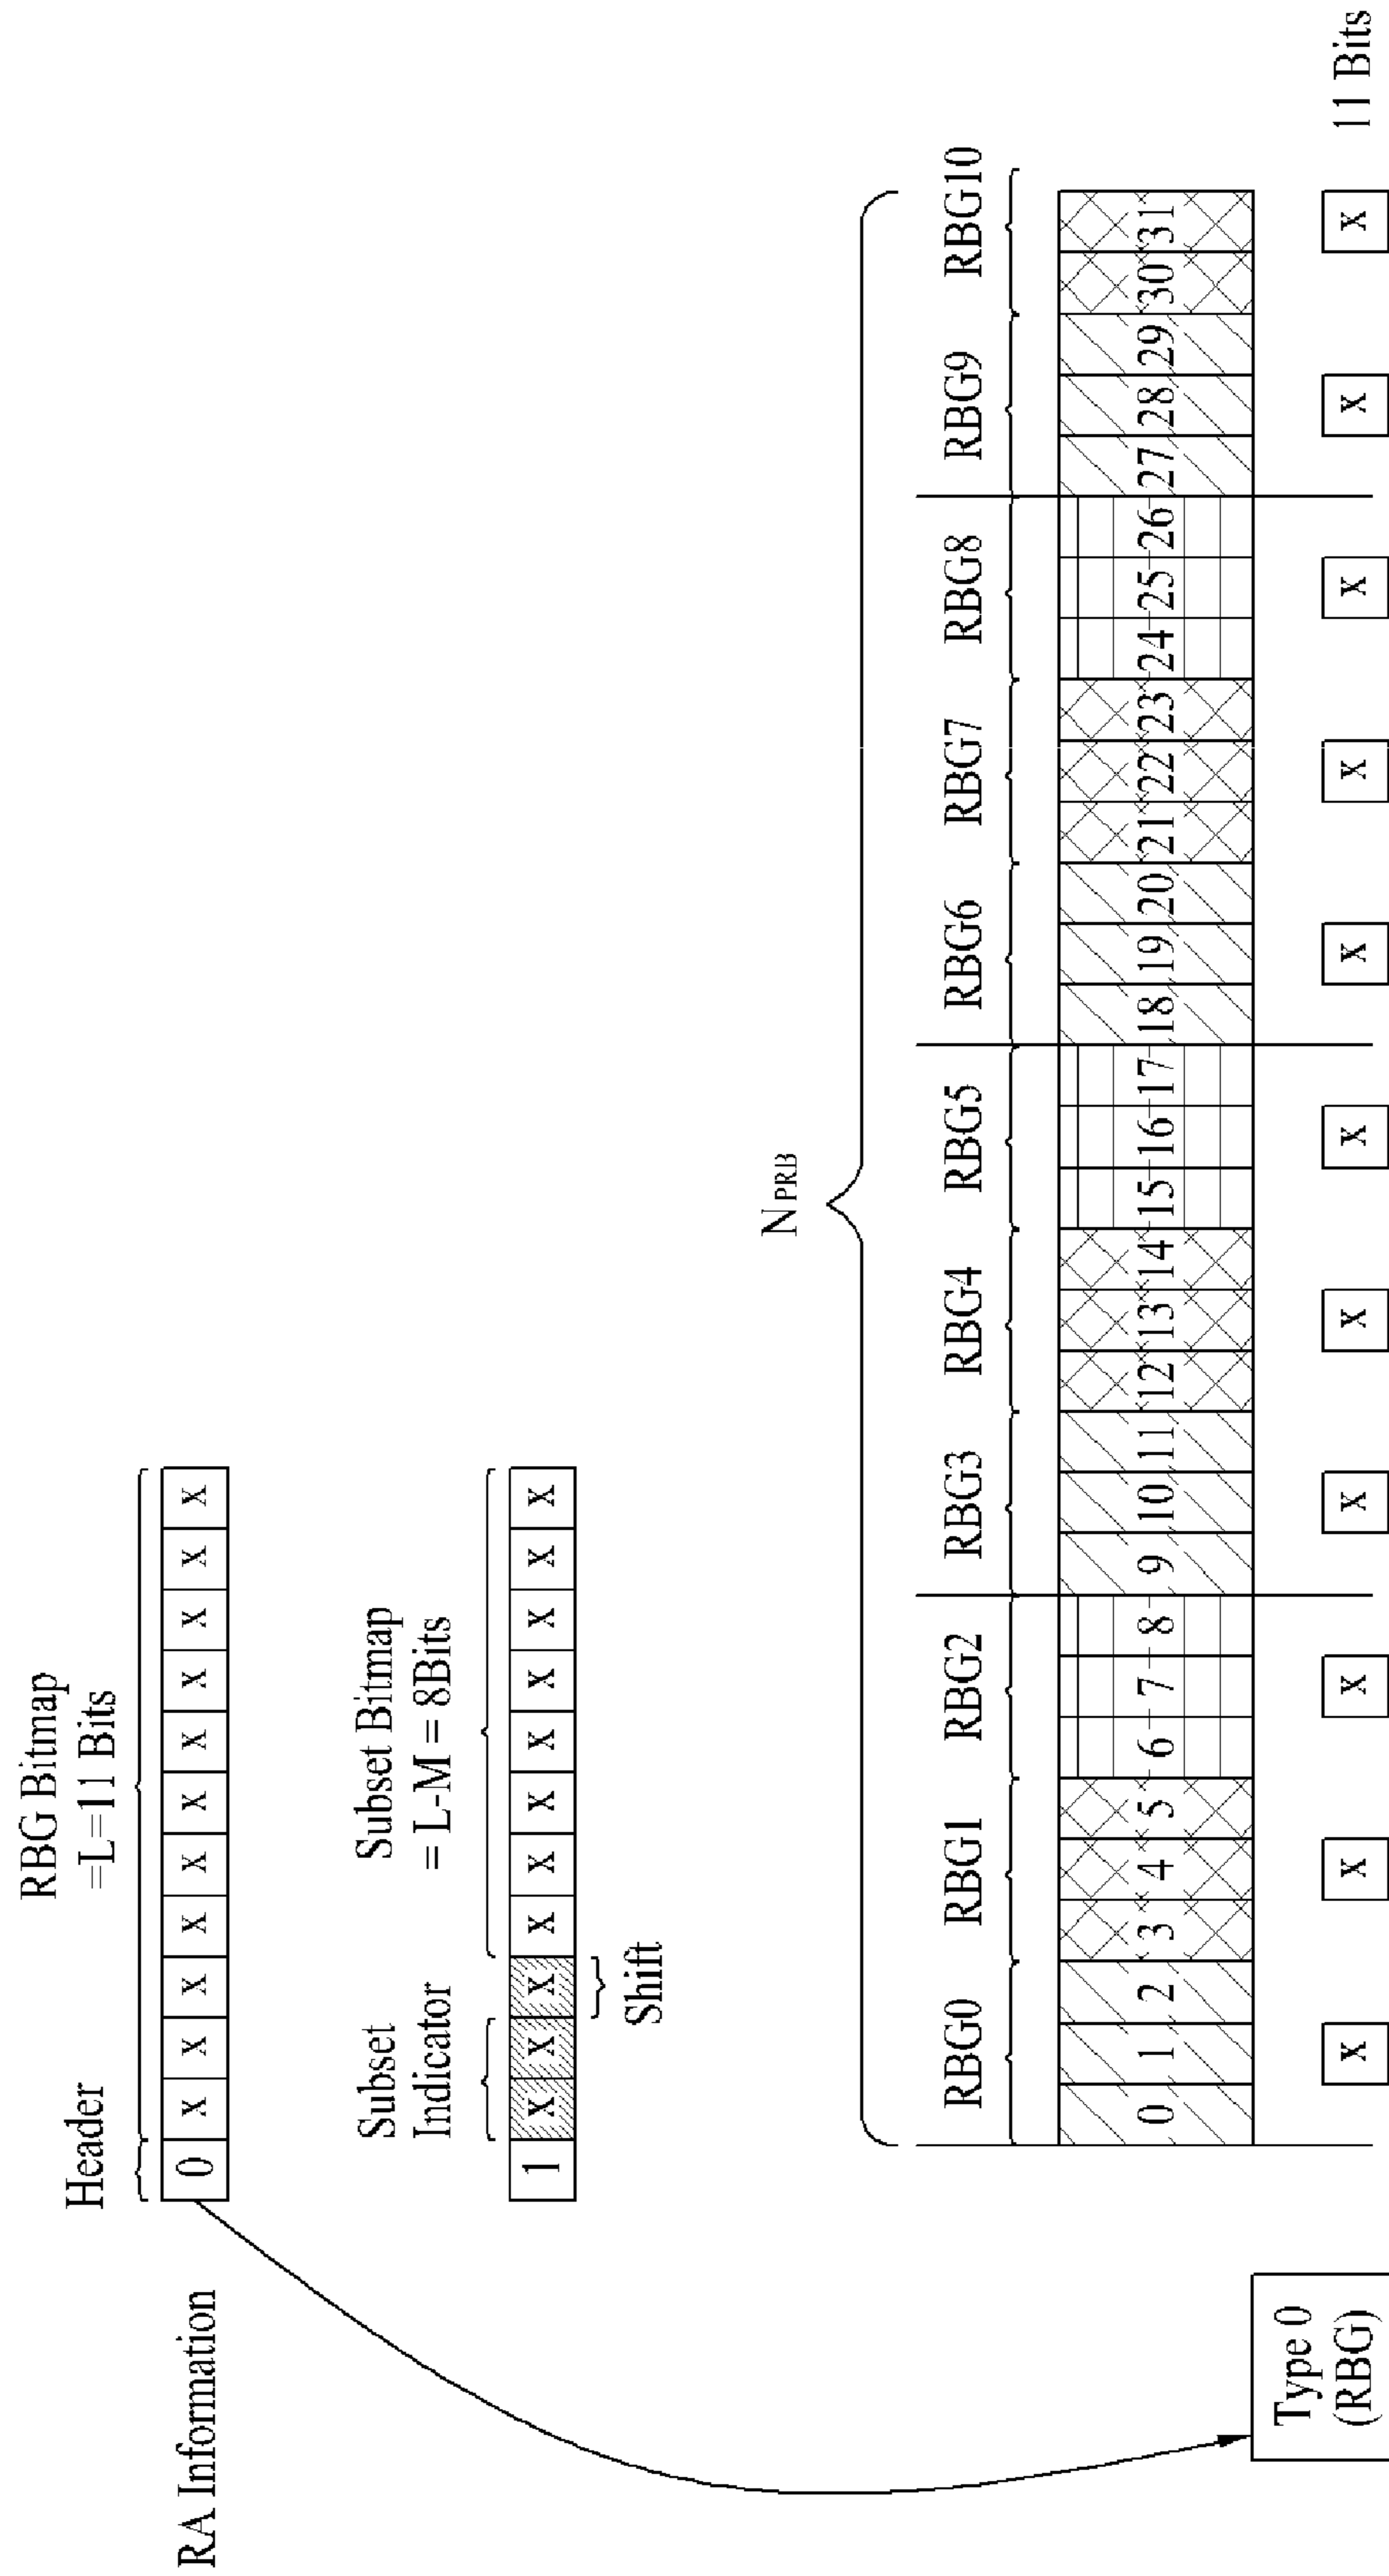 RBG Bitmap
=L=11 Bits
Header
RA Information
0 X X X X X X X X X X X
Subset
Indicator
Subset Bitmap
= L-M = 8Bits
1 X X X X X X X X X X X
Shift
NPRB
RBG0 RBG1 RBG2 RBG3 RBG4 RBG5 RBG6 RBG7 RBG8 RBG9 RBG10
0 1 2 3 4 5 6 7 8 9 10 11 12 13 14 15 16 17 18 19 20 21 22 23 24 25 26 27 28 29 30 31
Type 0
(RBG)
X X X X X X X X X X X 11 Bits